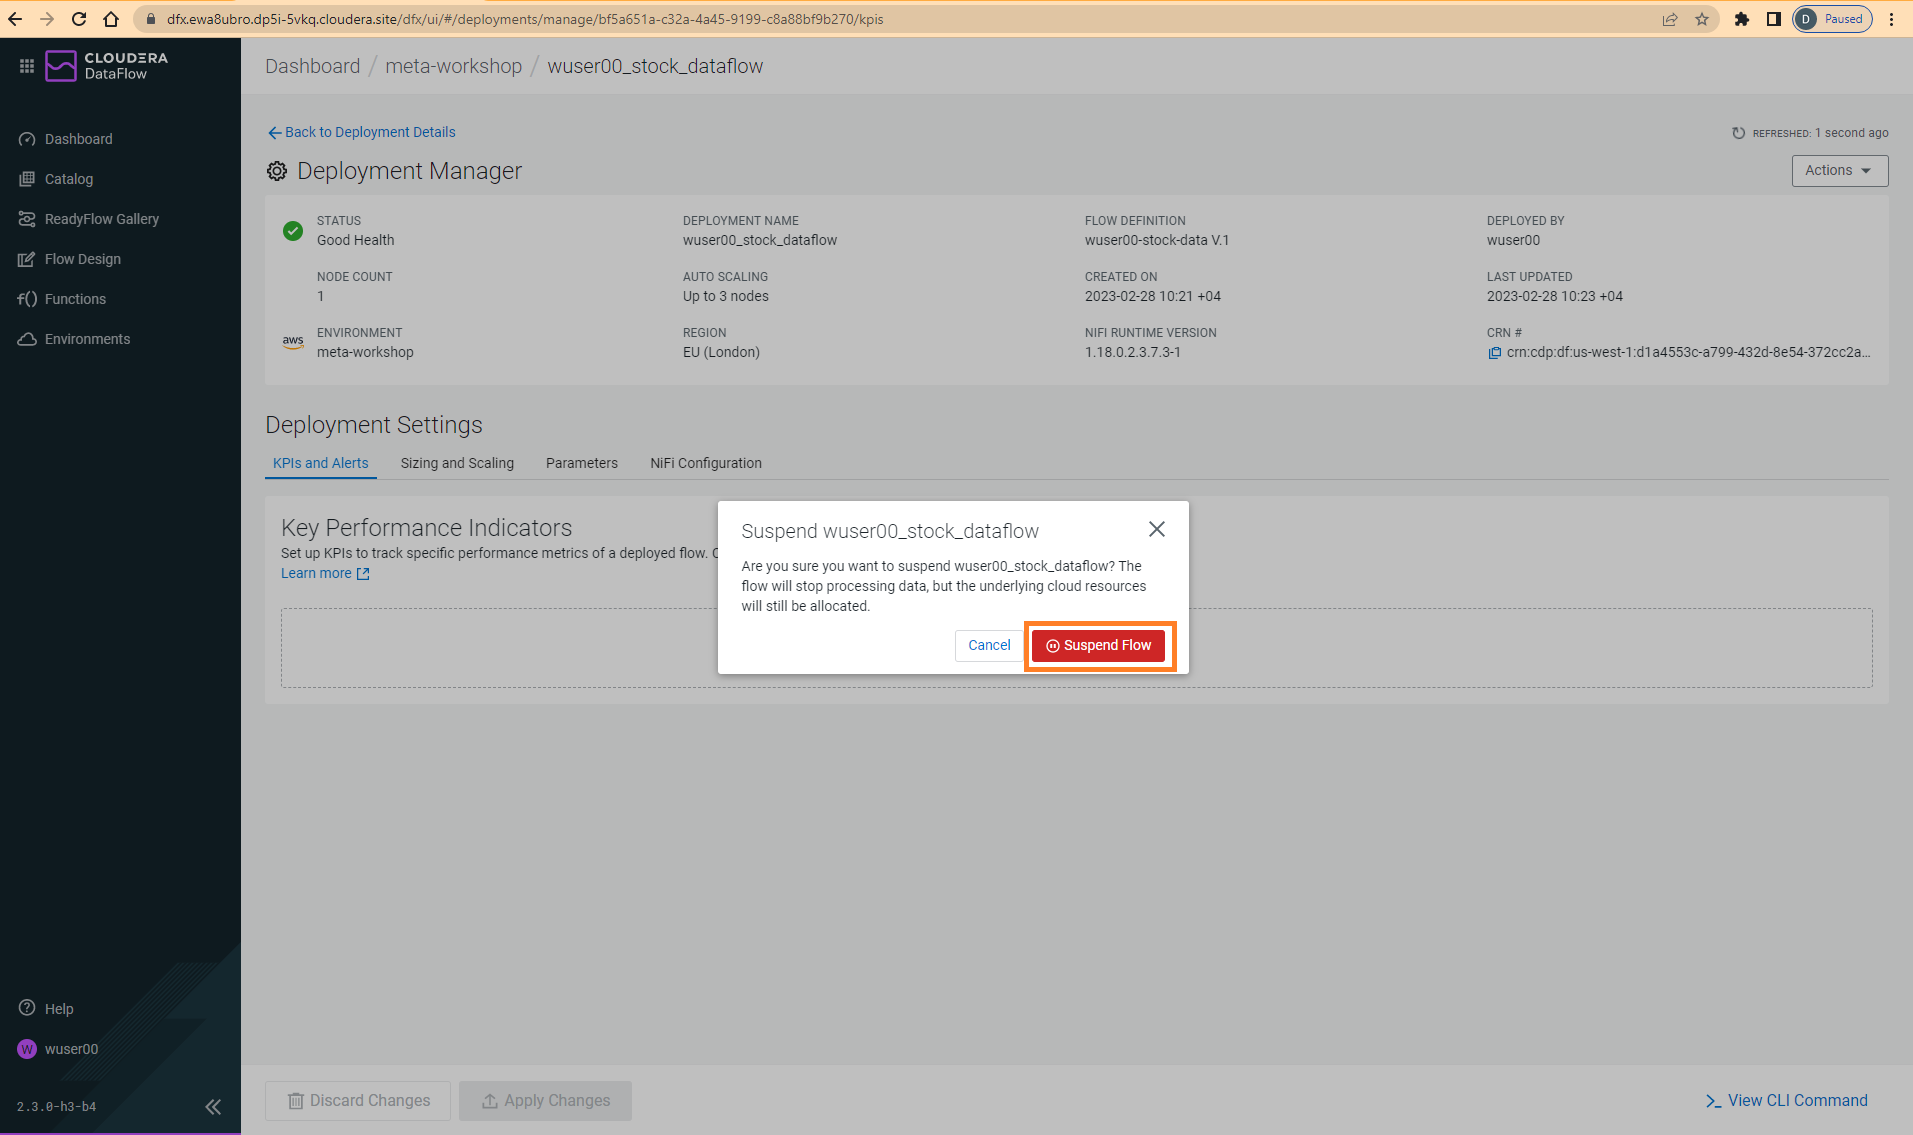 dfx.ewa8ubro.dp5i-5vkq.cloudera.site/dfx/ui/#/deployments/manage/bf5a651a-c32a-4a45-9199-c8a88bf9b270/kpis
D Paused
CLOUDERA
DataFlow
Dashboard
Catalog
ReadyFlow Gallery
Flow Design
f() Functions
Environments
Help
W wuser00
2.3.0-h3-b4
Dashboard / meta-workshop / wuser00_stock_dataflow
Back to Deployment Details
REFRESHED: 1 second ago
Deployment Manager
Actions
STATUS
Good Health
DEPLOYMENT NAME
wuser00_stock_dataflow
FLOW DEFINITION
wuser00-stock-data V.1
DEPLOYED BY
wuser00
NODE COUNT
1
AUTO SCALING
Up to 3 nodes
CREATED ON
2023-02-28 10:21 +04
LAST UPDATED
2023-02-28 10:23 +04
aws
ENVIRONMENT
meta-workshop
REGION
EU (London)
NIFI RUNTIME VERSION
1.18.0.2.3.7.3-1
CRN #
crn:cdp:df:us-west-1:d1a4553c-a799-432d-8e54-372cc2a...
Deployment Settings
KPIs and Alerts
Sizing and Scaling
Parameters
NiFi Configuration
Key Performance Indicators
Set up KPIs to track specific performance metrics of a deployed flow.
Learn more
Suspend wuser00_stock_dataflow
Are you sure you want to suspend wuser00_stock_dataflow? The
flow will stop processing data, but the underlying cloud resources
will still be allocated.
Cancel
Suspend Flow
Discard Changes
Apply Changes
>_ View CLI Command